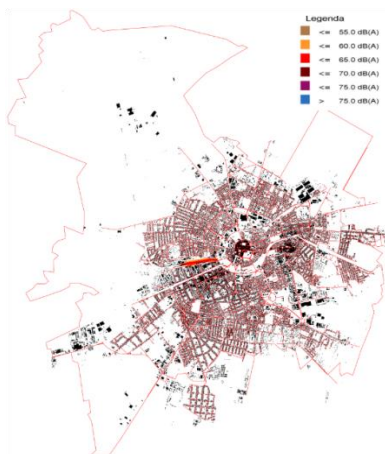 Legenda
<= 55.0 dB(A)
<= 60.0 dB(A)
<= 65.0 dB(A)
<= 70.0 dB(A)
<= 75.0 dB(A)
> 75.0 dB(A)